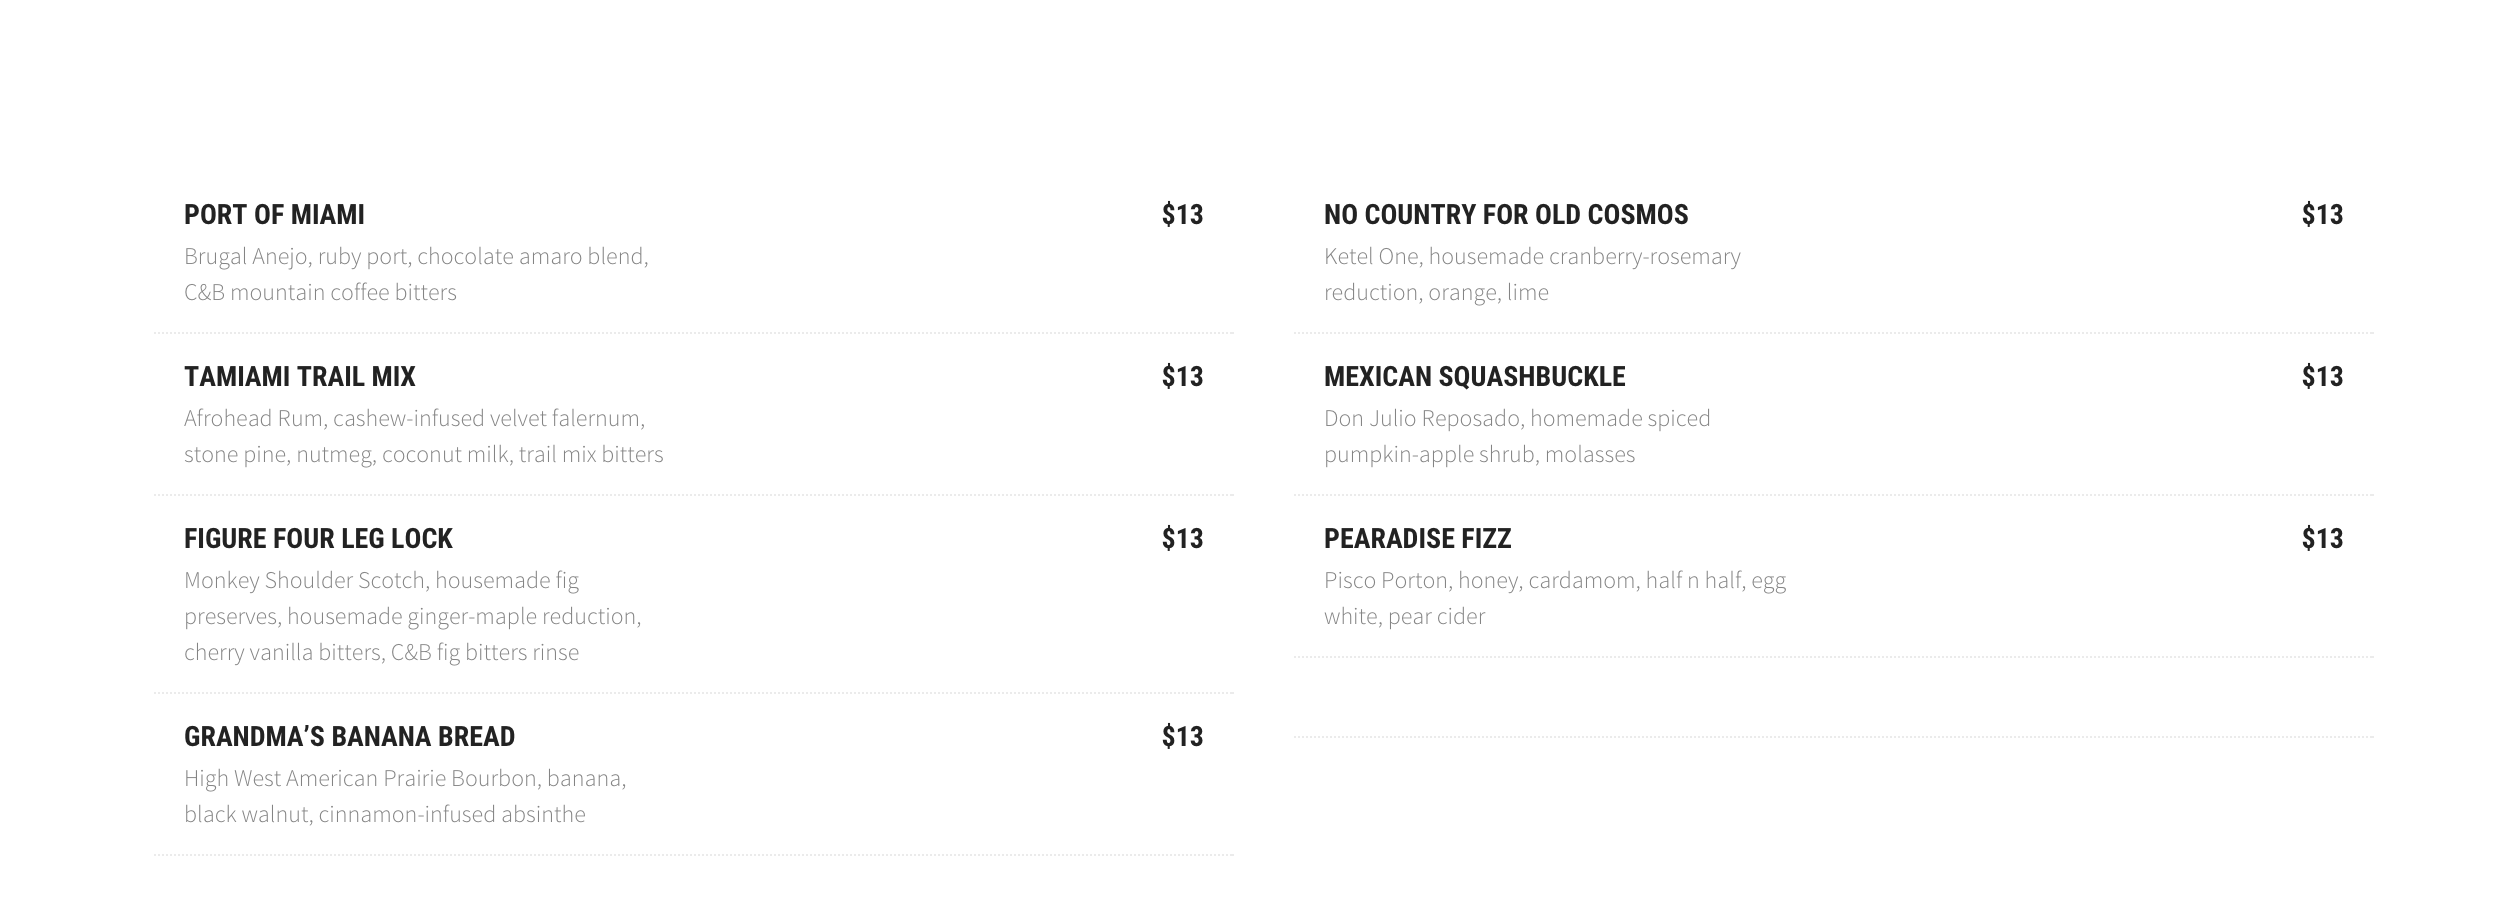 PORT OF MIAMI $13
Brugal Anejo, ruby port, chocolate amaro blend,
C&B mountain coffee bitters
TAMIAMI TRAIL MIX $13
Afrohead Rum, cashew-infused velvet falernum,
stone pine, nutmeg, coconut milk, trail mix bitters
FIGURE FOUR LEG LOCK $13
Monkey Shoulder Scotch, housemade fig
preserves, housemade ginger-maple reduction,
cherry vanilla bitters, C&B fig bitters rinse
GRANDMA’S BANANA BREAD $13
High West American Prairie Bourbon, banana,
black walnut, cinnamon-infused absinthe
NO COUNTRY FOR OLD COSMOS $13
Ketel One, housemade cranberry-rosemary
reduction, orange, lime
MEXICAN SQUASHBUCKLE $13
Don Julio Reposado, homemade spiced
pumpkin-apple shrub, molasses
PEARADISE FIZZ $13
Pisco Porton, honey, cardamom, half n half, egg
white, pear cider